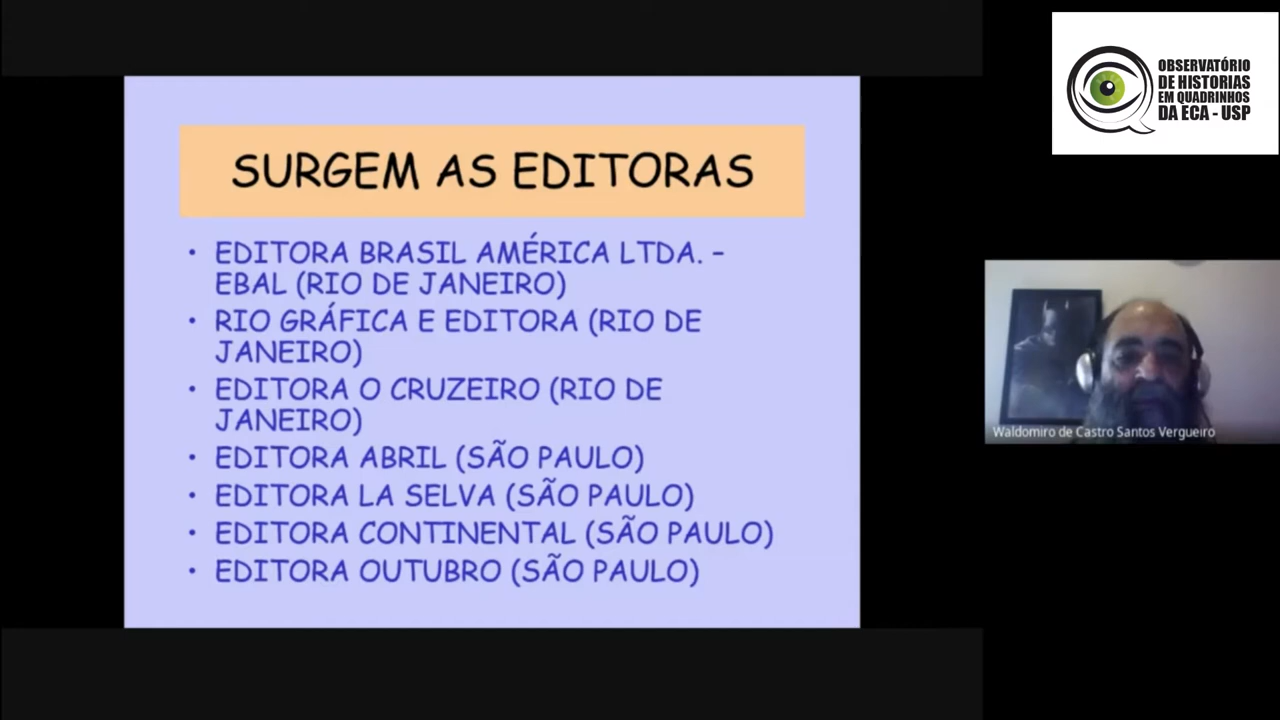 SURGEM AS EDITORAS
• EDITORA BRASIL AMÉRICA LTDA. –
EBAL (RIO DE JANEIRO)
• RIO GRÁFICA E EDITORA (RIO DE
JANEIRO)
• EDITORA O CRUZEIRO (RIO DE
JANEIRO)
• EDITORA ABRIL (SÃO PAULO)
• EDITORA LA SELVA (SÃO PAULO)
• EDITORA CONTINENTAL (SÃO PAULO)
• EDITORA OUTUBRO (SÃO PAULO)
OBSERVATÓRIO
DE HISTORIAS
EM QUADRINHOS
DA ECA - USP
Waldomiro de Castro Santos Vergueiro